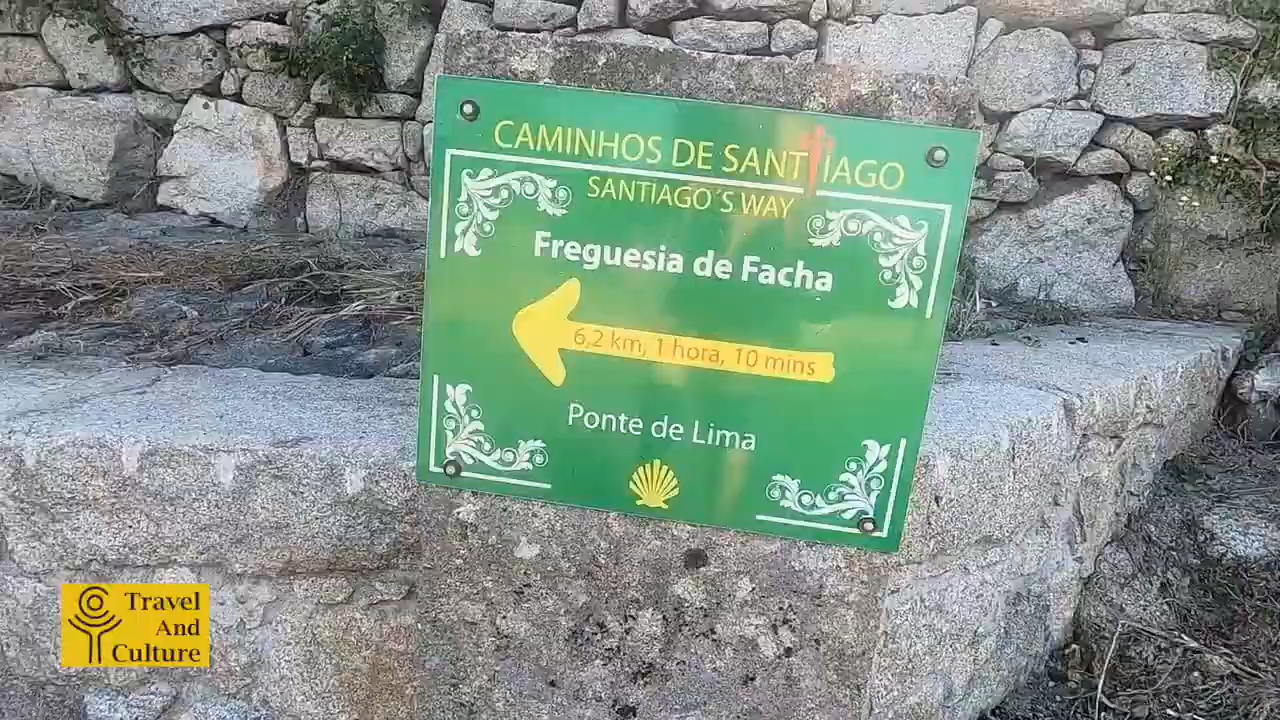 CAMINHOS DE SANTIAGO
SANTIAGO´S WAY
Freguesia de Facha
6,2 km, 1 hora, 10 mins
Ponte de Lima
Travel
And
Culture